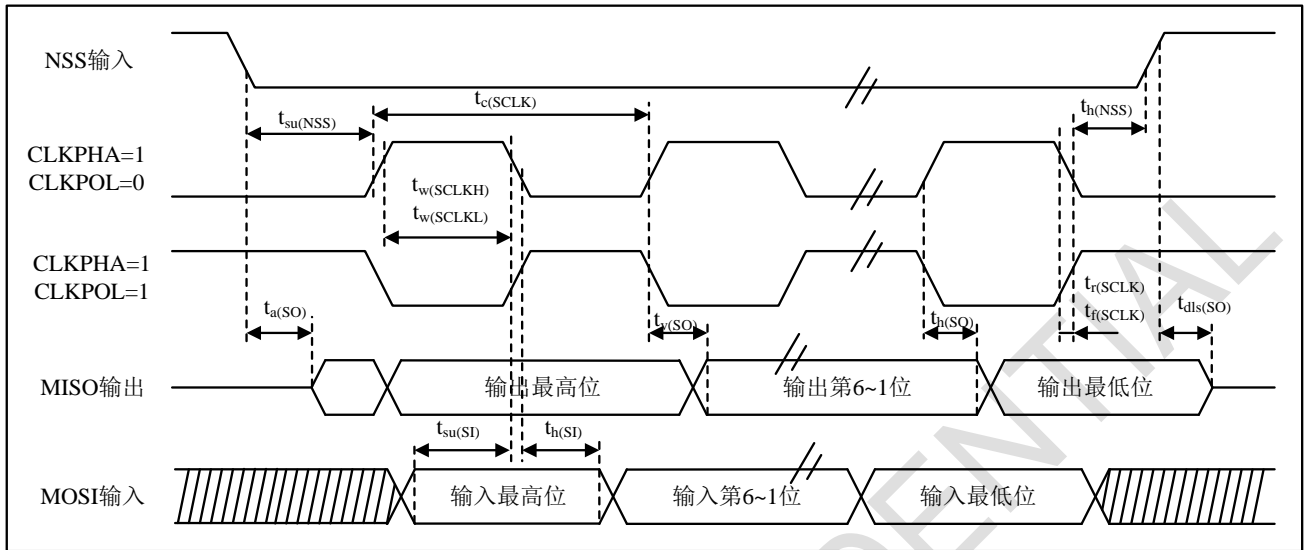 NSS输入
tsu(NSS)
tc(SCLK)
th(NSS)
CLKPHA=1
CLKPOL=0
tw(SCLKH)
tw(SCLKL)
CLKPHA=1
CLKPOL=1
ta(SO)
tv(SO)
th(SO)
tr(SCLK)
tf(SCLK)
tdls(SO)
MISO输出
输出最高位
输出第6~1位
输出最低位
tsu(SI)
th(SI)
MOSI输入
输入最高位
输入第6~1位
输入最低位
DENTIAL